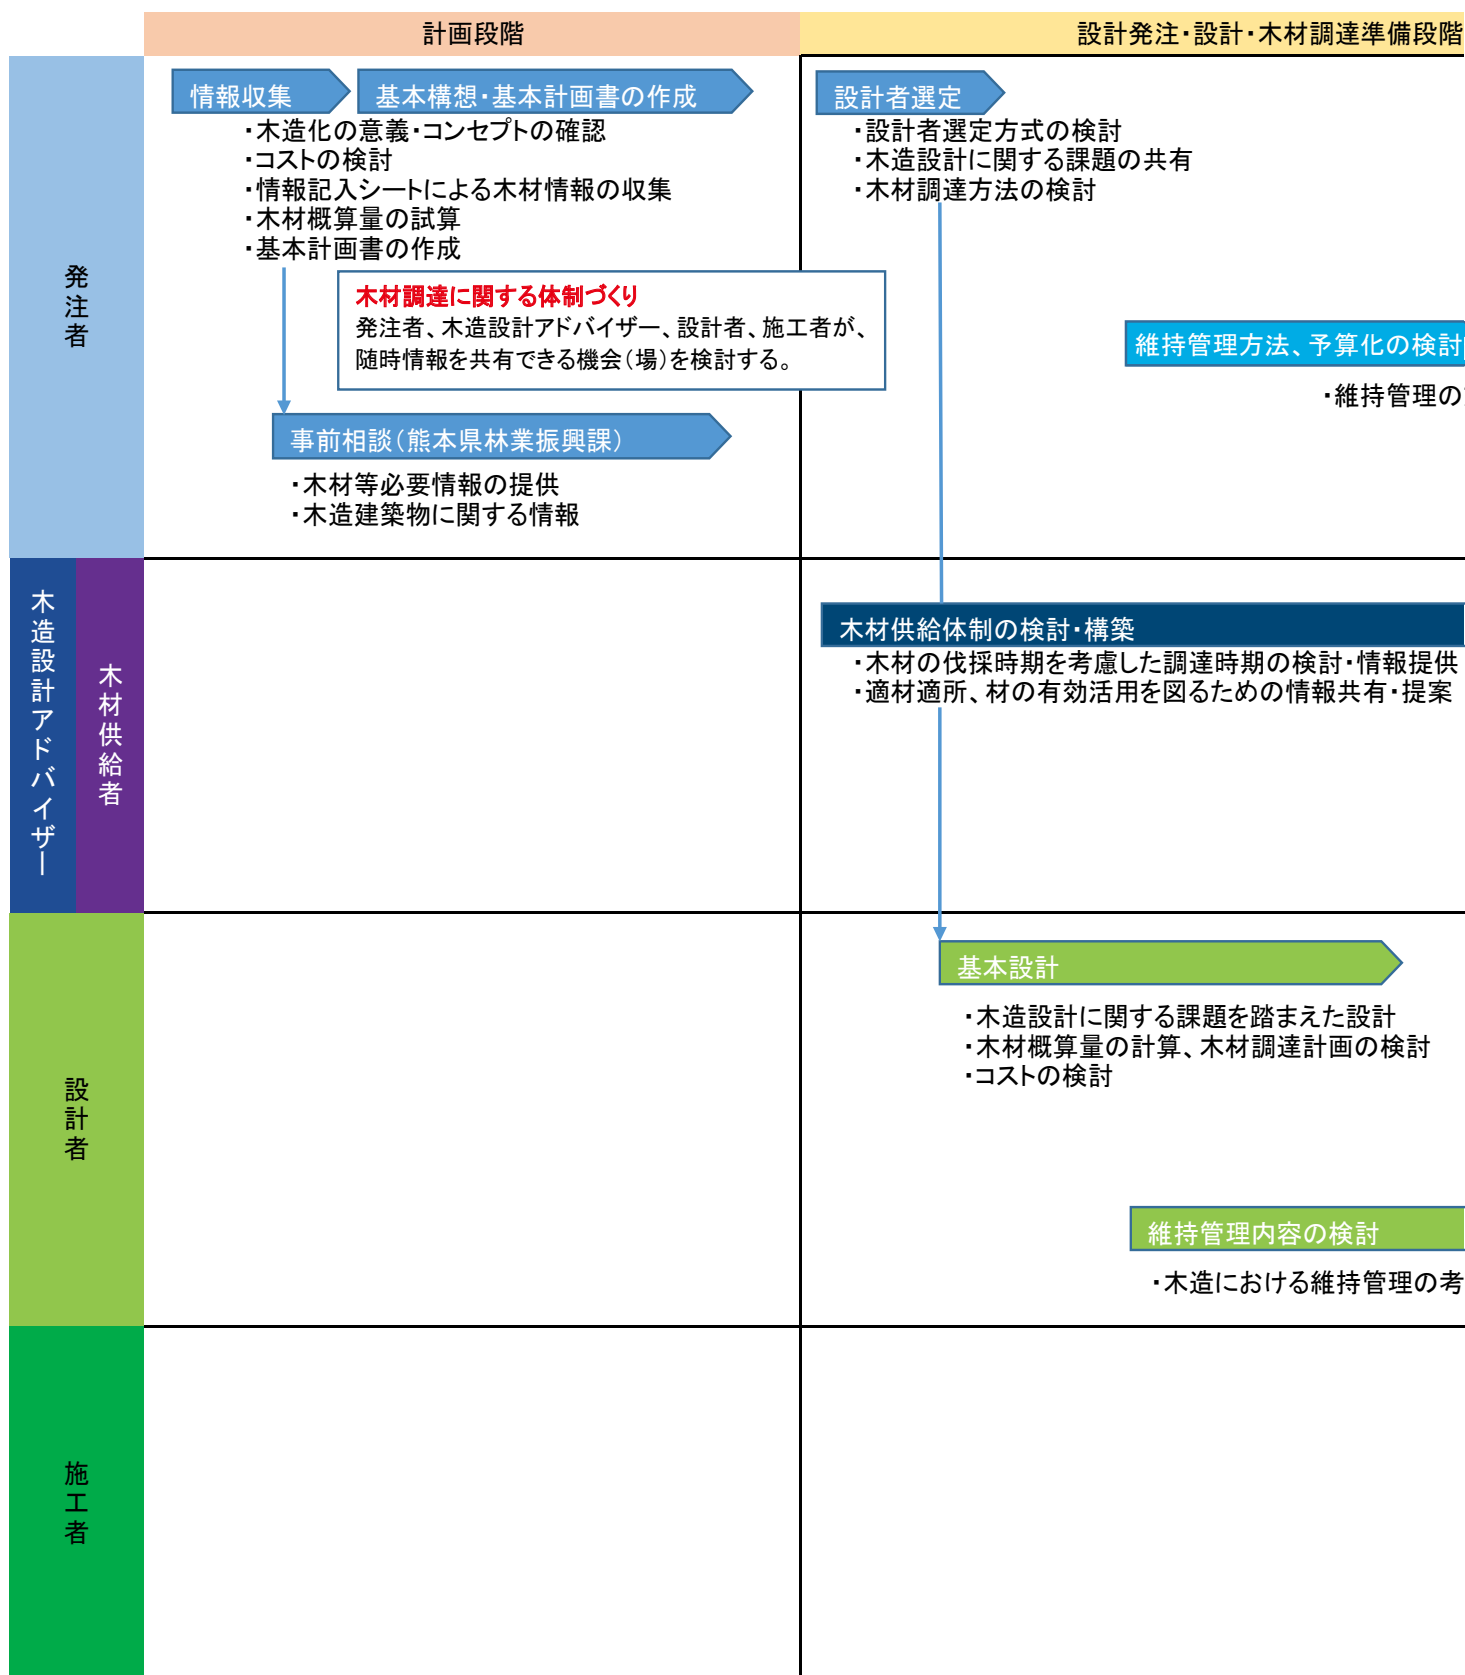 計画段階
設計発注・設計・木材調達準備段階
発注者
情報収集
基本構想・基本計画書の作成
・木造化の意義・コンセプトの確認
・コストの検討
・情報記入シートによる木材情報の収集
・木材概算量の試算
・基本計画書の作成
木材調達に関する体制づくり
発注者、木造設計アドバイザー、設計者、施工者が、
随時情報を共有できる機会（場）を検討する。
事前相談（熊本県林業振興課）
・木材等必要情報の提供
・木造建築物に関する情報
設計者選定
・設計者選定方式の検討
・木造設計に関する課題の共有
・木材調達方法の検討
維持管理方法、予算化の検討
・維持管理の
木造設計アドバイザー
木材供給者
木材供給体制の検討・構築
・木材の伐採時期を考慮した調達時期の検討・情報提供
・適材適所、材の有効活用を図るための情報共有・提案
設計者
基本設計
・木造設計に関する課題を踏まえた設計
・木材概算量の計算、木材調達計画の検討
・コストの検討
維持管理内容の検討
・木造における維持管理の考
施工者